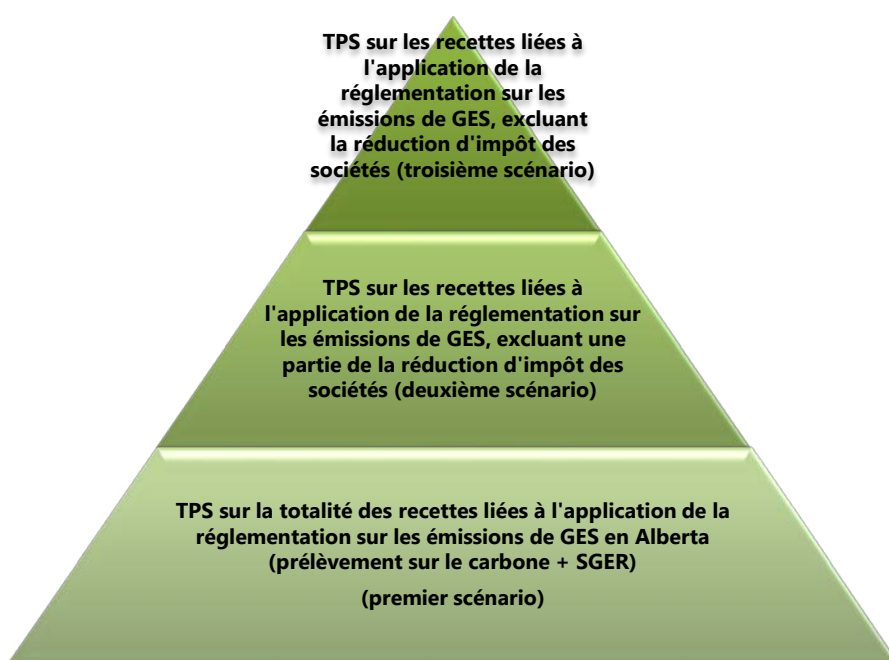 TPS sur les recettes liées à
l'application de la
réglementation sur les
émissions de GES, excluant
la réduction d'impôt des
sociétés (troisième scénario)
TPS sur les recettes liées à
l'application de la réglementation sur
les émissions de GES, excluant une
partie de la réduction d'impôt des
sociétés (deuxième scénario)
TPS sur la totalité des recettes liées à l'application de la
réglementation sur les émissions de GES en Alberta
(prélèvement sur le carbone + SGER)
(premier scénario)